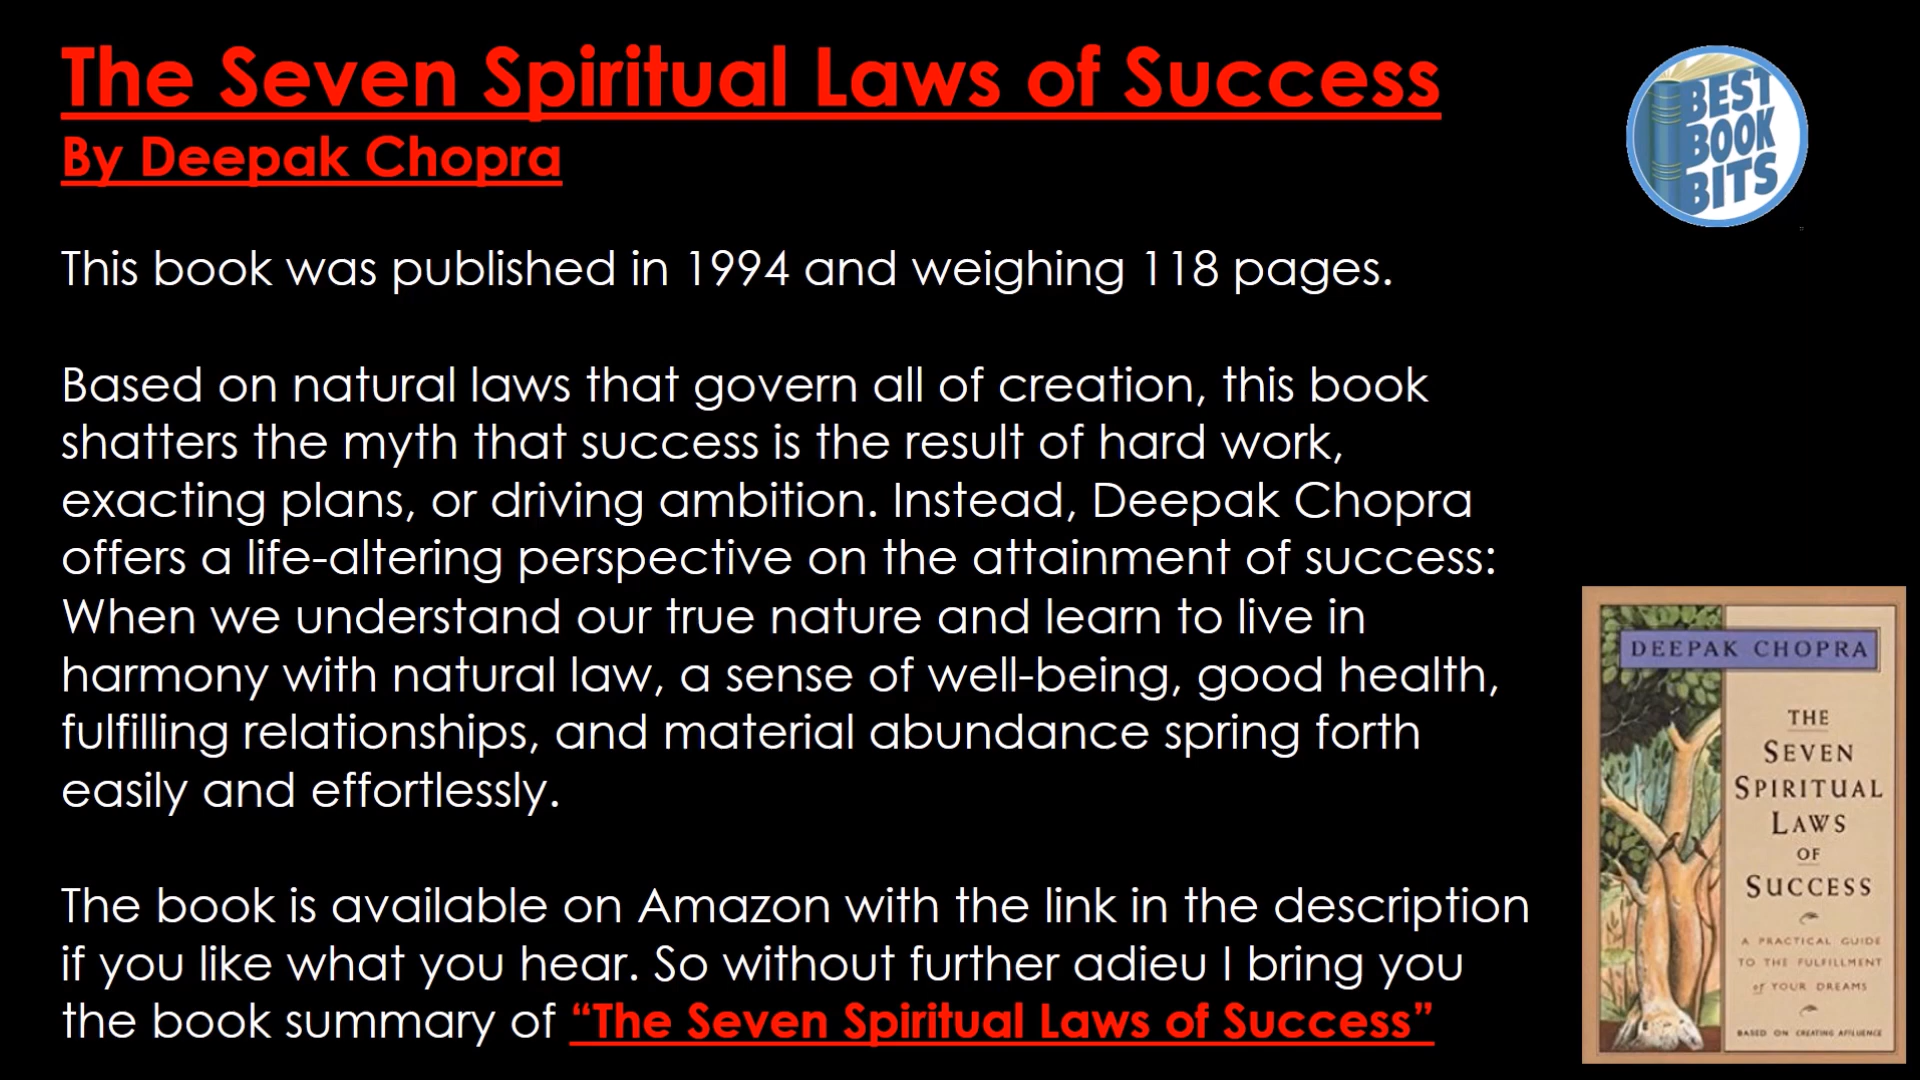 The Seven Spiritual Laws of Success
By Deepak Chopra
BEST
BOOK
BITS
This book was published in 1994 and weighing 118 pages.
Based on natural laws that govern all of creation, this book
shatters the myth that success is the result of hard work,
exacting plans, or driving ambition. Instead, Deepak Chopra
offers a life-altering perspective on the attainment of success:
When we understand our true nature and learn to live in
harmony with natural law, a sense of well-being, good health,
fulfilling relationships, and material abundance spring forth
easily and effortlessly.
The book is available on Amazon with the link in the description
if you like what you hear. So without further adieu I bring you
the book summary of “The Seven Spiritual Laws of Success”
DEEPAK CHOPRA
THE
SEVEN
SPIRITUAL
LAWS
OF
SUCCESS
A PRACTICAL GUIDE
TO THE FULFILLMENT
of YOUR DREAMS
BASED ON CREATING AFFLUENCE